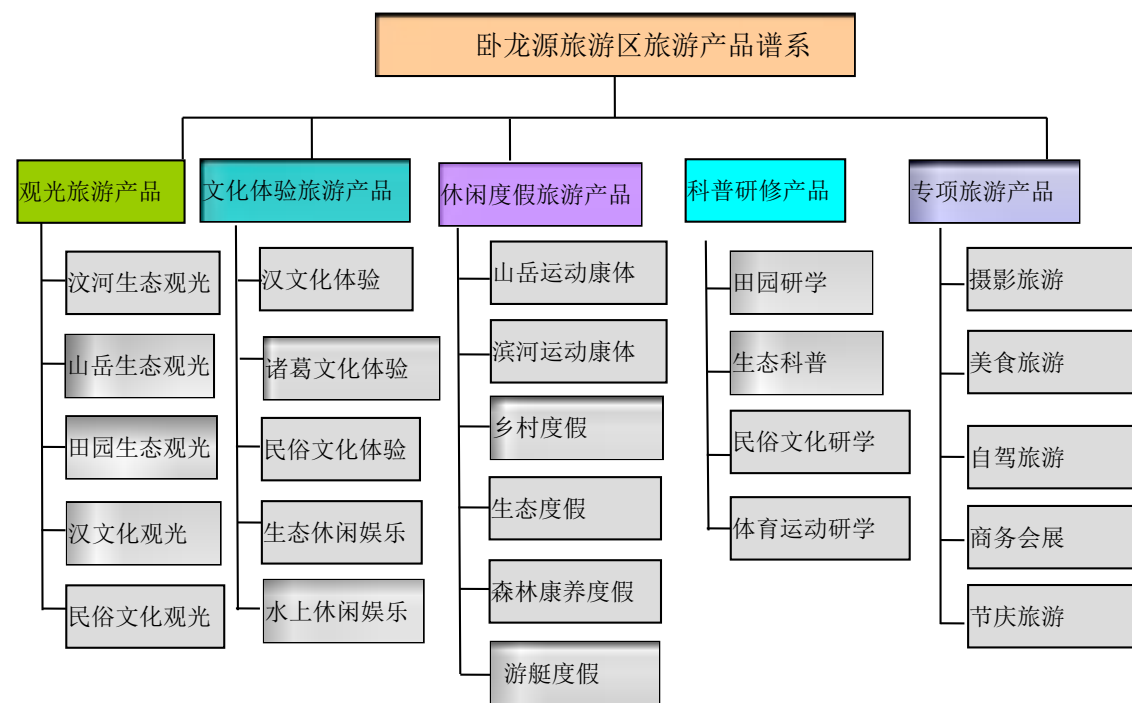 卧龙源旅游区旅游产品谱系
观光旅游产品
汶河生态观光
山岳生态观光
田园生态观光
汉文化观光
民俗文化观光
文化体验旅游产品
汉文化体验
诸葛文化体验
民俗文化体验
生态休闲娱乐
水上休闲娱乐
休闲度假旅游产品
山岳运动康体
滨河运动康体
乡村度假
生态度假
森林康养度假
游艇度假
科普研修产品
田园研学
生态科普
民俗文化研学
体育运动研学
专项旅游产品
摄影旅游
美食旅游
自驾旅游
商务会展
节庆旅游